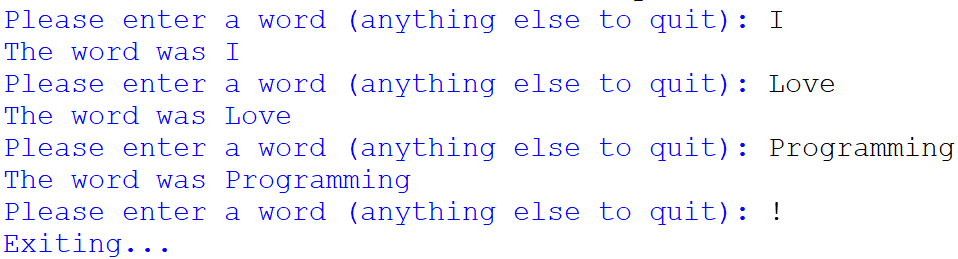 Please enter a word (anything else to quit): I
The word was I
Please enter a word (anything else to quit): Love
The word was Love
Please enter a word (anything else to quit): Programming
The word was Programming
Please enter a word (anything else to quit): !
Exiting...